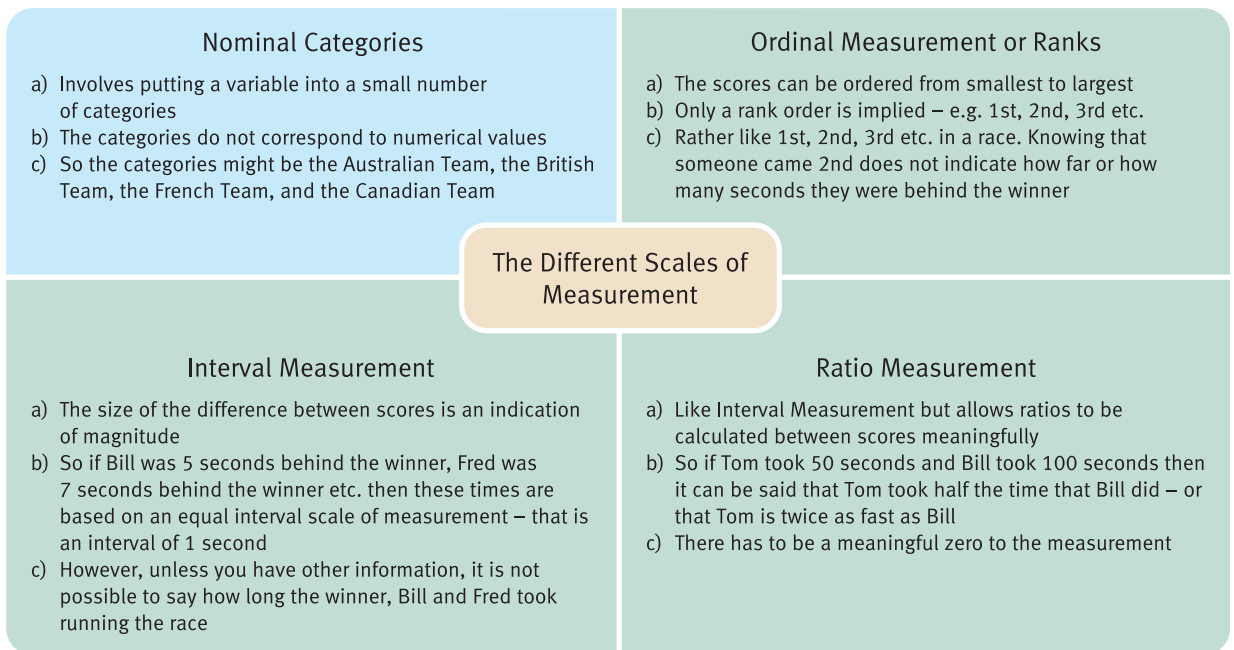 Nominal Categories
a) Involves putting a variable into a small number
of categories
b) The categories do not correspond to numerical values
c) So the categories might be the Australian Team, the British
Team, the French Team, and the Canadian Team
Ordinal Measurement or Ranks
a) The scores can be ordered from smallest to largest
b) Only a rank order is implied – e.g. 1st, 2nd, 3rd etc.
c) Rather like 1st, 2nd, 3rd etc. in a race. Knowing that
someone came 2nd does not indicate how far or how
many seconds they were behind the winner
The Different Scales of
Measurement
Interval Measurement
a) The size of the difference between scores is an indication
of magnitude
b) So if Bill was 5 seconds behind the winner, Fred was
7 seconds behind the winner etc. then these times are
based on an equal interval scale of measurement – that is
an interval of 1 second
c) However, unless you have other information, it is not
possible to say how long the winner, Bill and Fred took
running the race
Ratio Measurement
a) Like Interval Measurement but allows ratios to be
calculated between scores meaningfully
b) So if Tom took 50 seconds and Bill took 100 seconds then
it can be said that Tom took half the time that Bill did – or
that Tom is twice as fast as Bill
c) There has to be a meaningful zero to the measurement